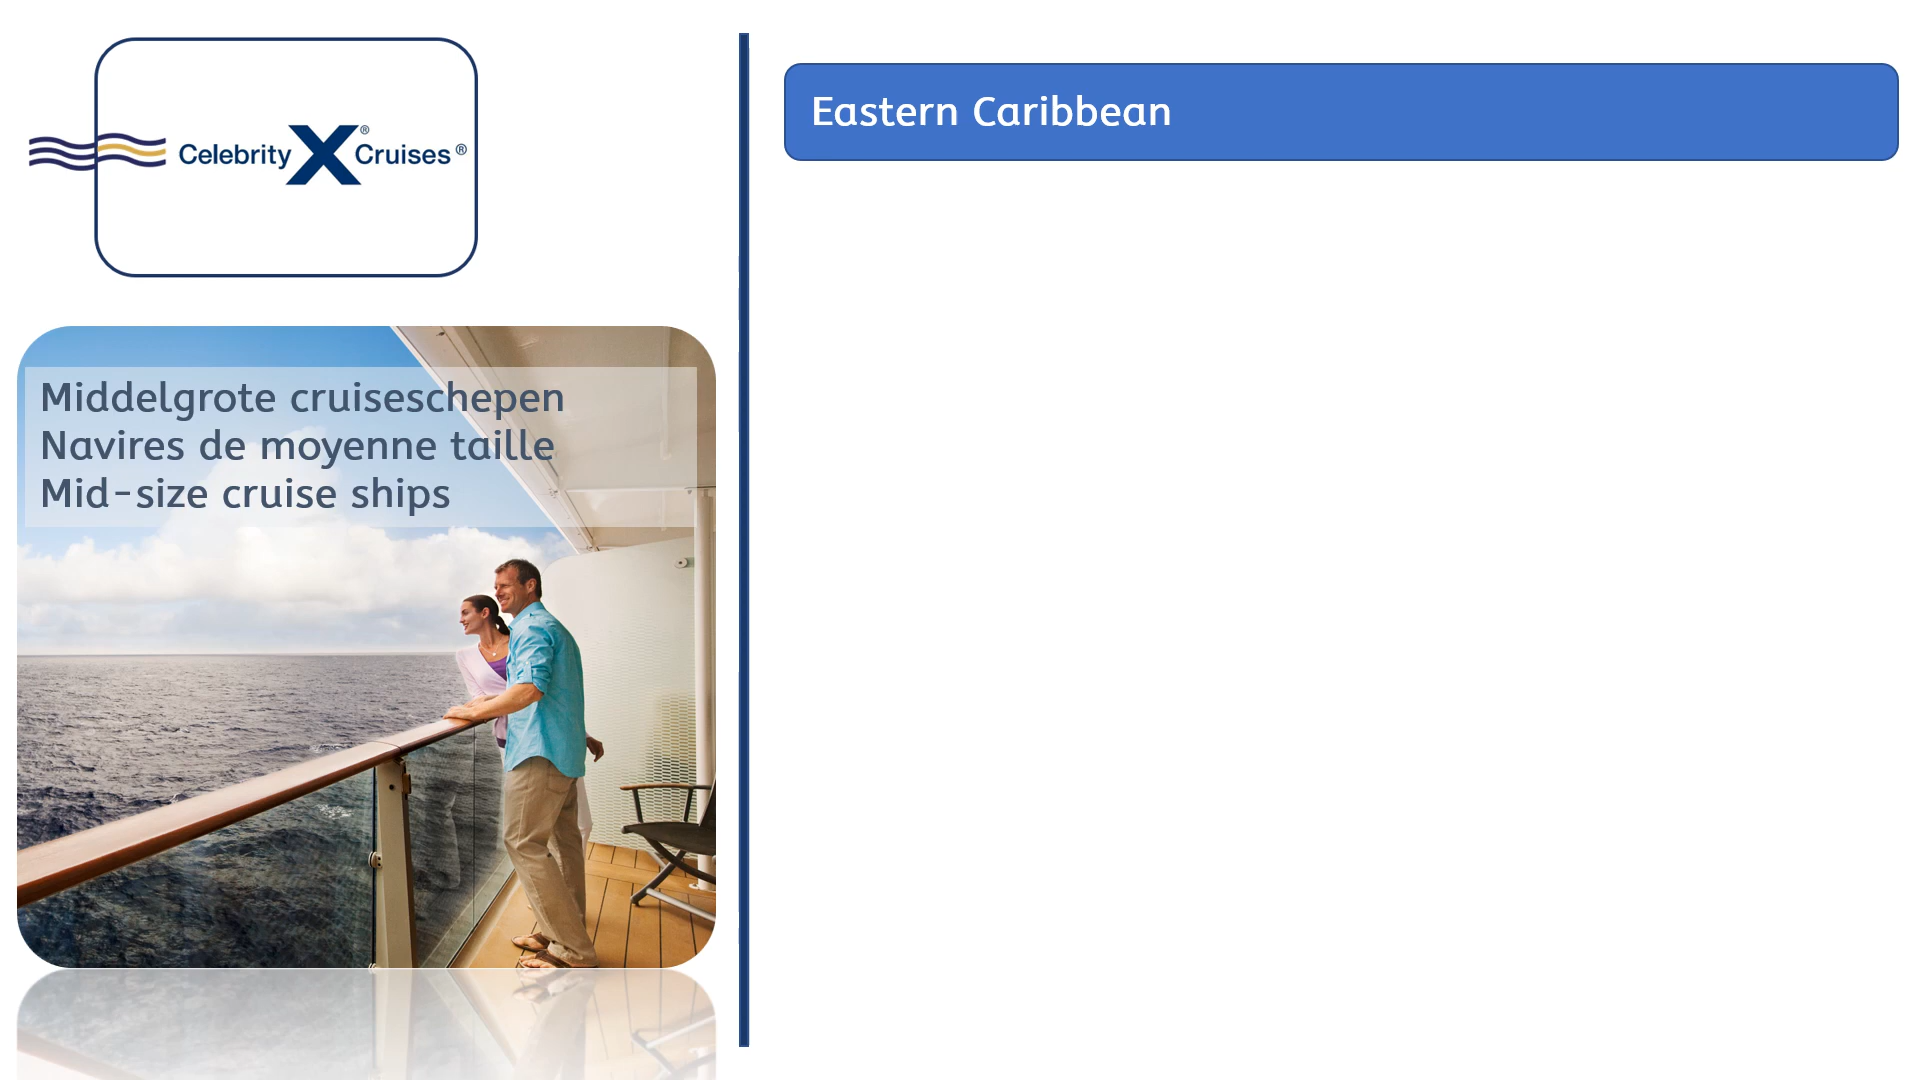 Celebrity X® Cruises®
Eastern Caribbean
Middelgrote cruiseschepen
Navires de moyenne taille
Mid-size cruise ships